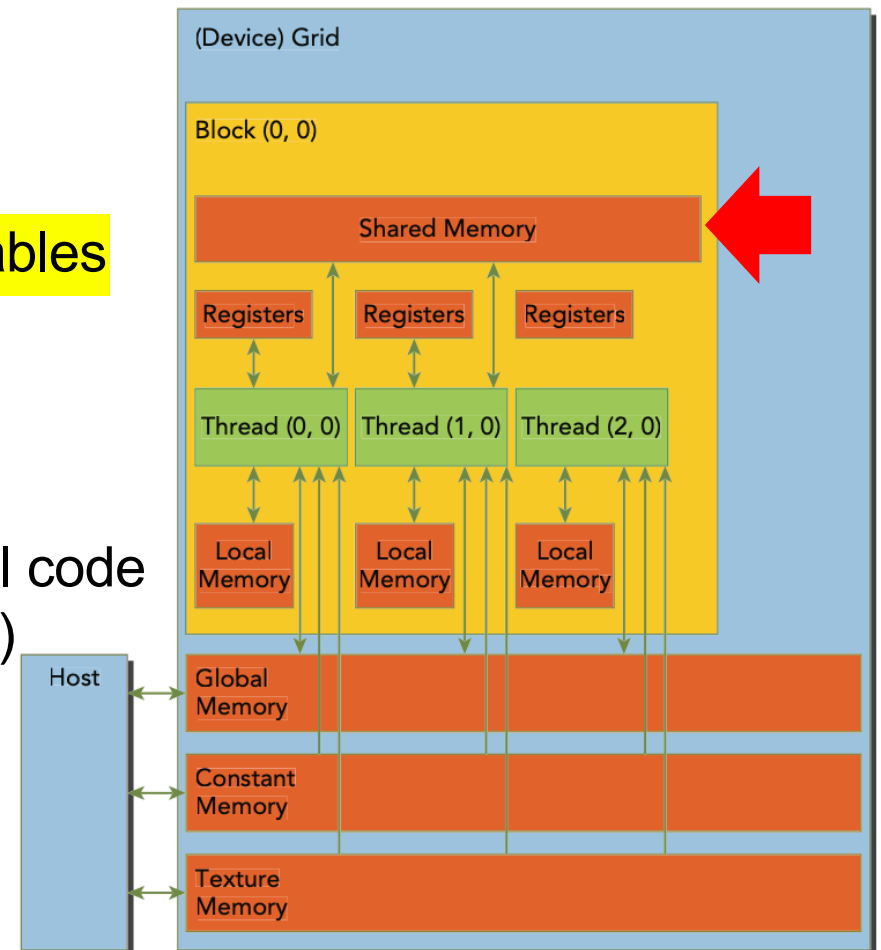 (Device) Grid
Block (0, 0)
Shared Memory
ables
Registers Registers Registers
Thread (0, 0) Thread (1, 0) Thread (2, 0)
Local Memory
Local Memory
Local Memory
l code
)
Host
Global
Memory
Constant
Memory
Texture
Memory